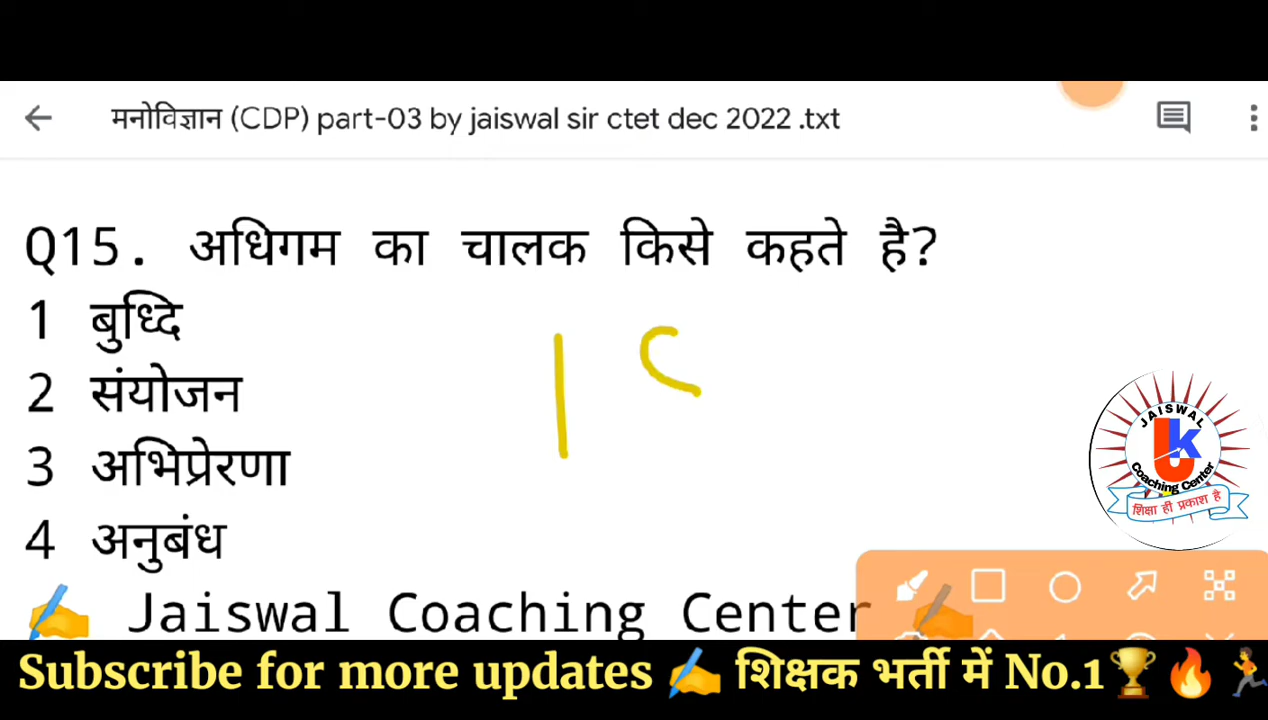 मनोविज्ञान (CDP) part-03 by jaiswal sir ctet dec 2022 .txt
Q15. अधिगम का चालक किसे कहते है?
1 बुध्दि
2 संयोजन
3 अभिप्रेरणा
4 अनुबंध
JAISWAL
UK
Coaching Center
शिक्षा ही प्रकाश है
✍️ Jaiswal Coaching Center ✍️
Subscribe for more updates ✍️ शिक्षक भर्ती में No.1🏆🔥🏃